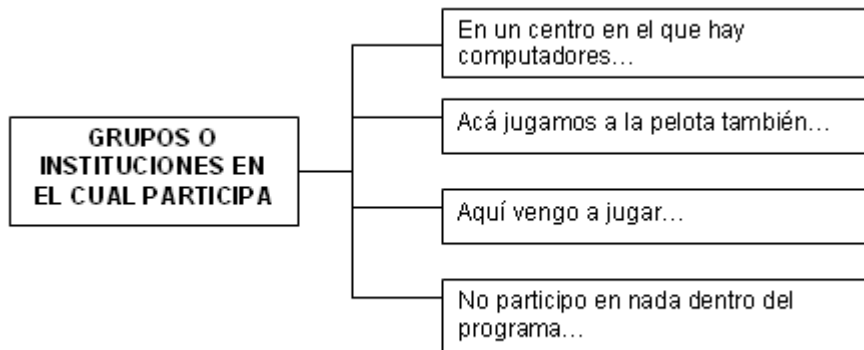 En un centro en el que hay
computadores…
Acá jugamos a la pelota también…
GRUPOS O
INSTITUCIONES EN
EL CUAL PARTICIPA
Aquí vengo a jugar…
No participo en nada dentro del
programa…